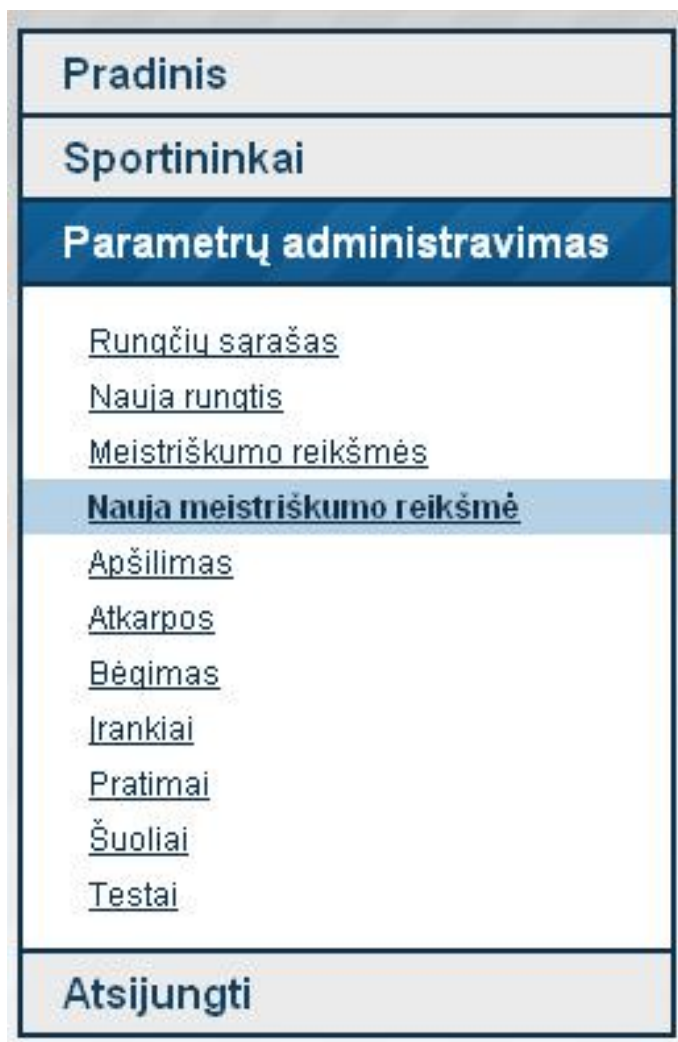 Pradinis
Sportininkai
Parametrų administravimas
Rungčių sąrašas
Nauja rungtis
Meistriškumo reikšmės
Nauja meistriškumo reikšmė
Apšilimas
Atkarpos
Bėgimas
Įrankiai
Pratimai
Šuoliai
Testai
Atsijungti